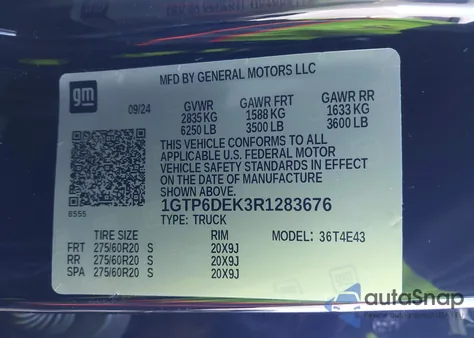 MFD BY GENERAL MOTORS LLC
gm
09/24
GVWR GAWR FRT GAWR RR
2835 KG 1588 KG 1633 KG
6250 LB 3500 LB 3600 LB
THIS VEHICLE CONFORMS TO ALL
APPLICABLE U.S. FEDERAL MOTOR
VEHICLE SAFETY STANDARDS IN EFFECT
ON THE DATE OF MANUFACTURE
SHOWN ABOVE.
8555
1GTP6DEK3R1283676
TYPE: TRUCK
TIRE SIZE RIM MODEL: 36T4E43
FRT 275/60R20 S 20X9J
RR 275/60R20 S 20X9J
SPA 275/60R20 S 20X9J
autoSnap